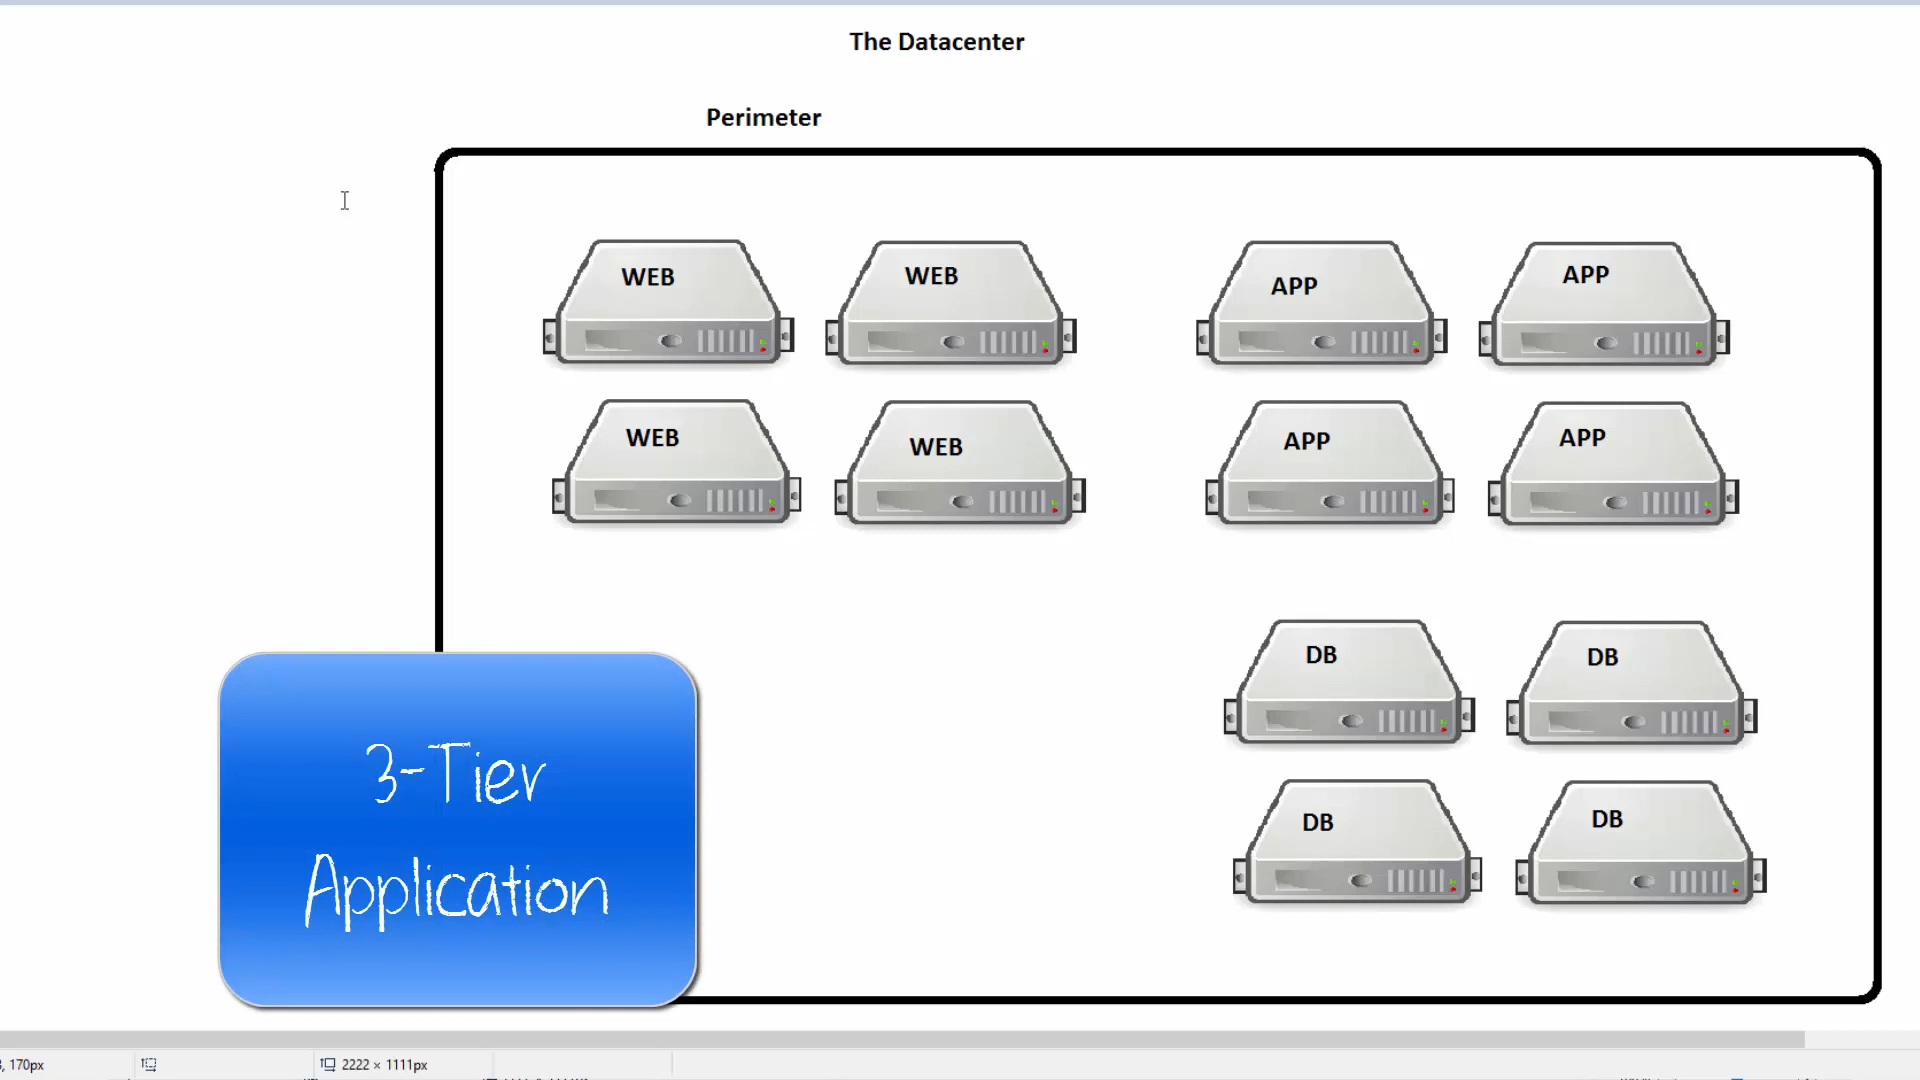 The Datacenter
Perimeter
WEB
WEB
APP
APP
WEB
WEB
APP
APP
DB
DB
DB
DB
3-Tier
Application
, 170px
2222 × 1111px